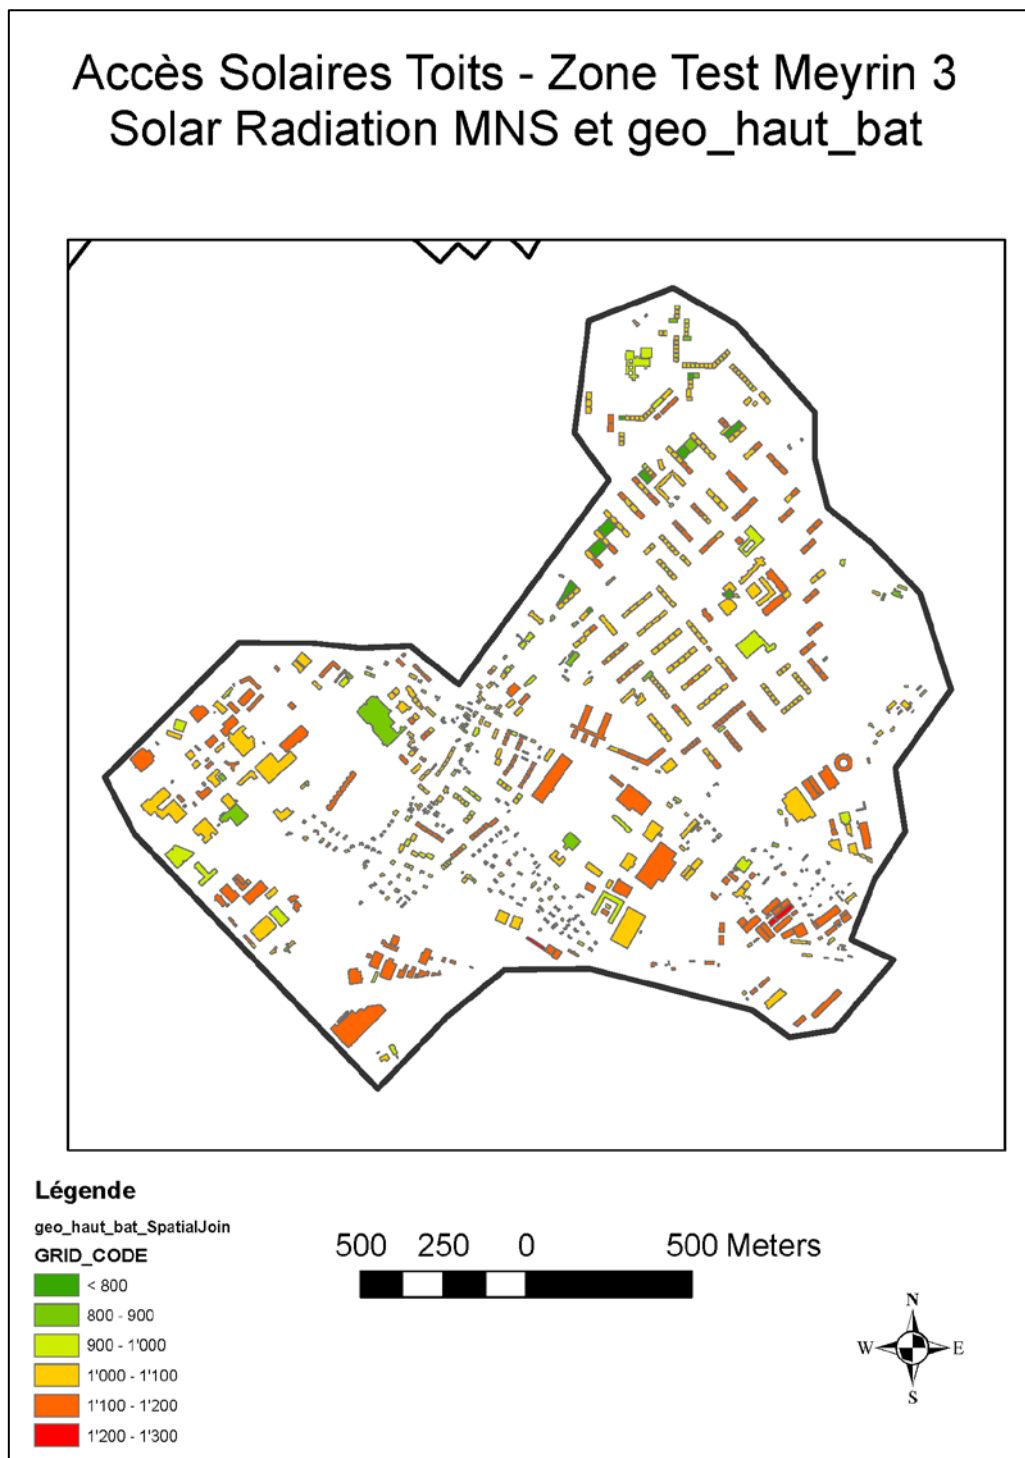 Accès Solaires Toits - Zone Test Meyrin 3
Solar Radiation MNS et geo_haut_bat
Légende
geo_haut_bat_SpatialJoin
GRID_CODE
< 800
800 - 900
900 - 1'000
1'000 - 1'100
1'100 - 1'200
1'200 - 1'300
500 250 0 500 Meters
N
W E
S